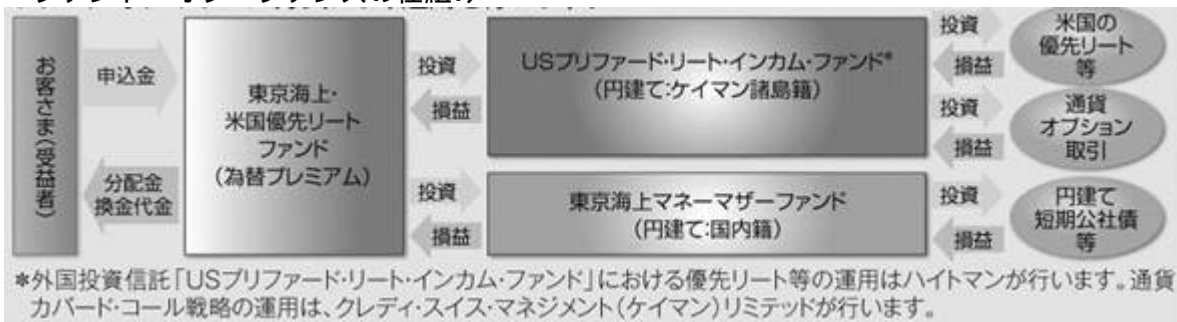 お客さま(受益者)
申込金
分配金
換金代金
東京海上・
米国優先リート
ファンド
(為替プレミアム)
投資
損益
投資
損益
USプリファード・リート・インカム・ファンド*
(円建て:ケイマン諸島籍)
東京海上マネーマザーファンド
(円建て:国内籍)
投資
損益
投資
損益
投資
損益
米国の
優先リート
等
通貨
オプション
取引
円建て
短期公社債
等
*外国投資信託「USプリファード・リート・インカム・ファンド」における優先リート等の運用はハイトマンが行います。通貨
カバード・コール戦略の運用は、クレディ・スイス・マネジメント(ケイマン)リミテッドが行います。